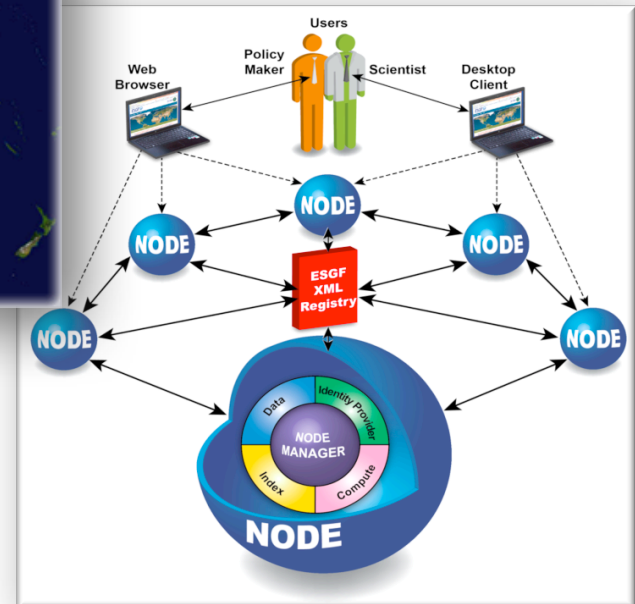 Users
Policy
Maker
Scientist
Web
Browser
Desktop
Client
NODE
NODE
NODE
ESGF
XML
Registry
NODE
NODE
Data
Identity Provider
NODE
MANAGER
Index
Compute
NODE